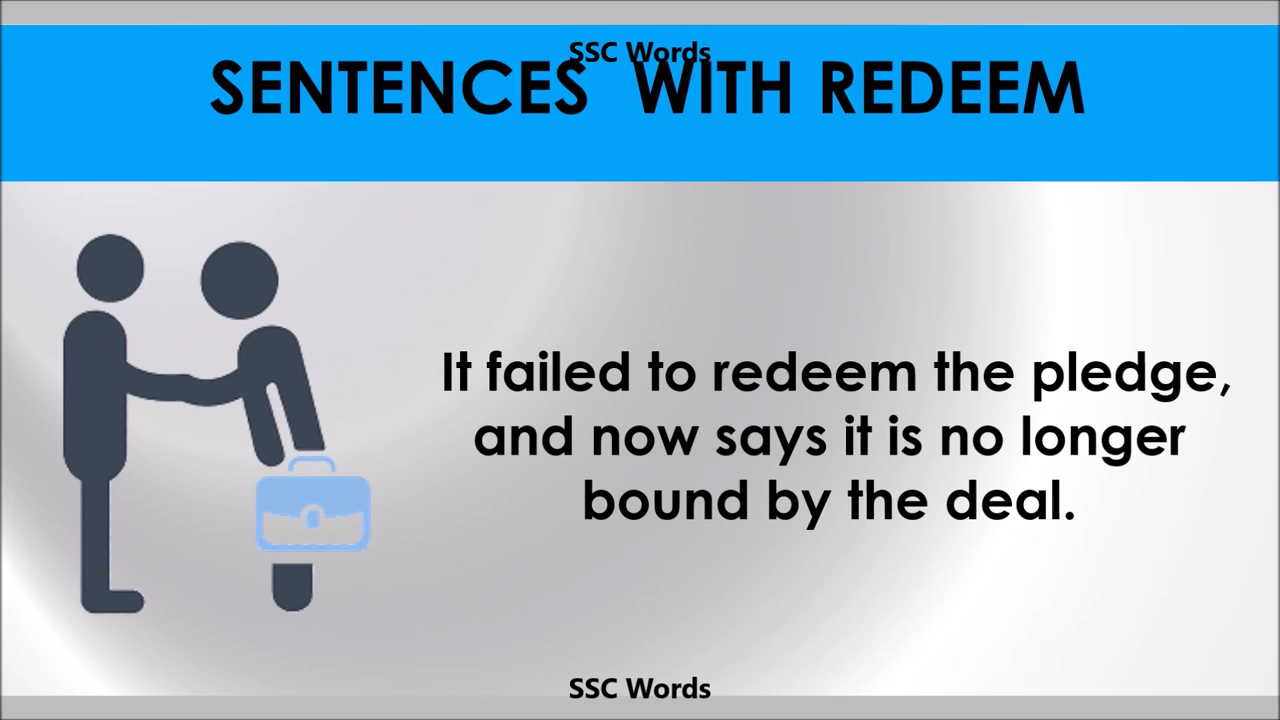 SSC Words
SENTENCES WITH REDEEM
It failed to redeem the pledge,
and now says it is no longer
bound by the deal.
SSC Words